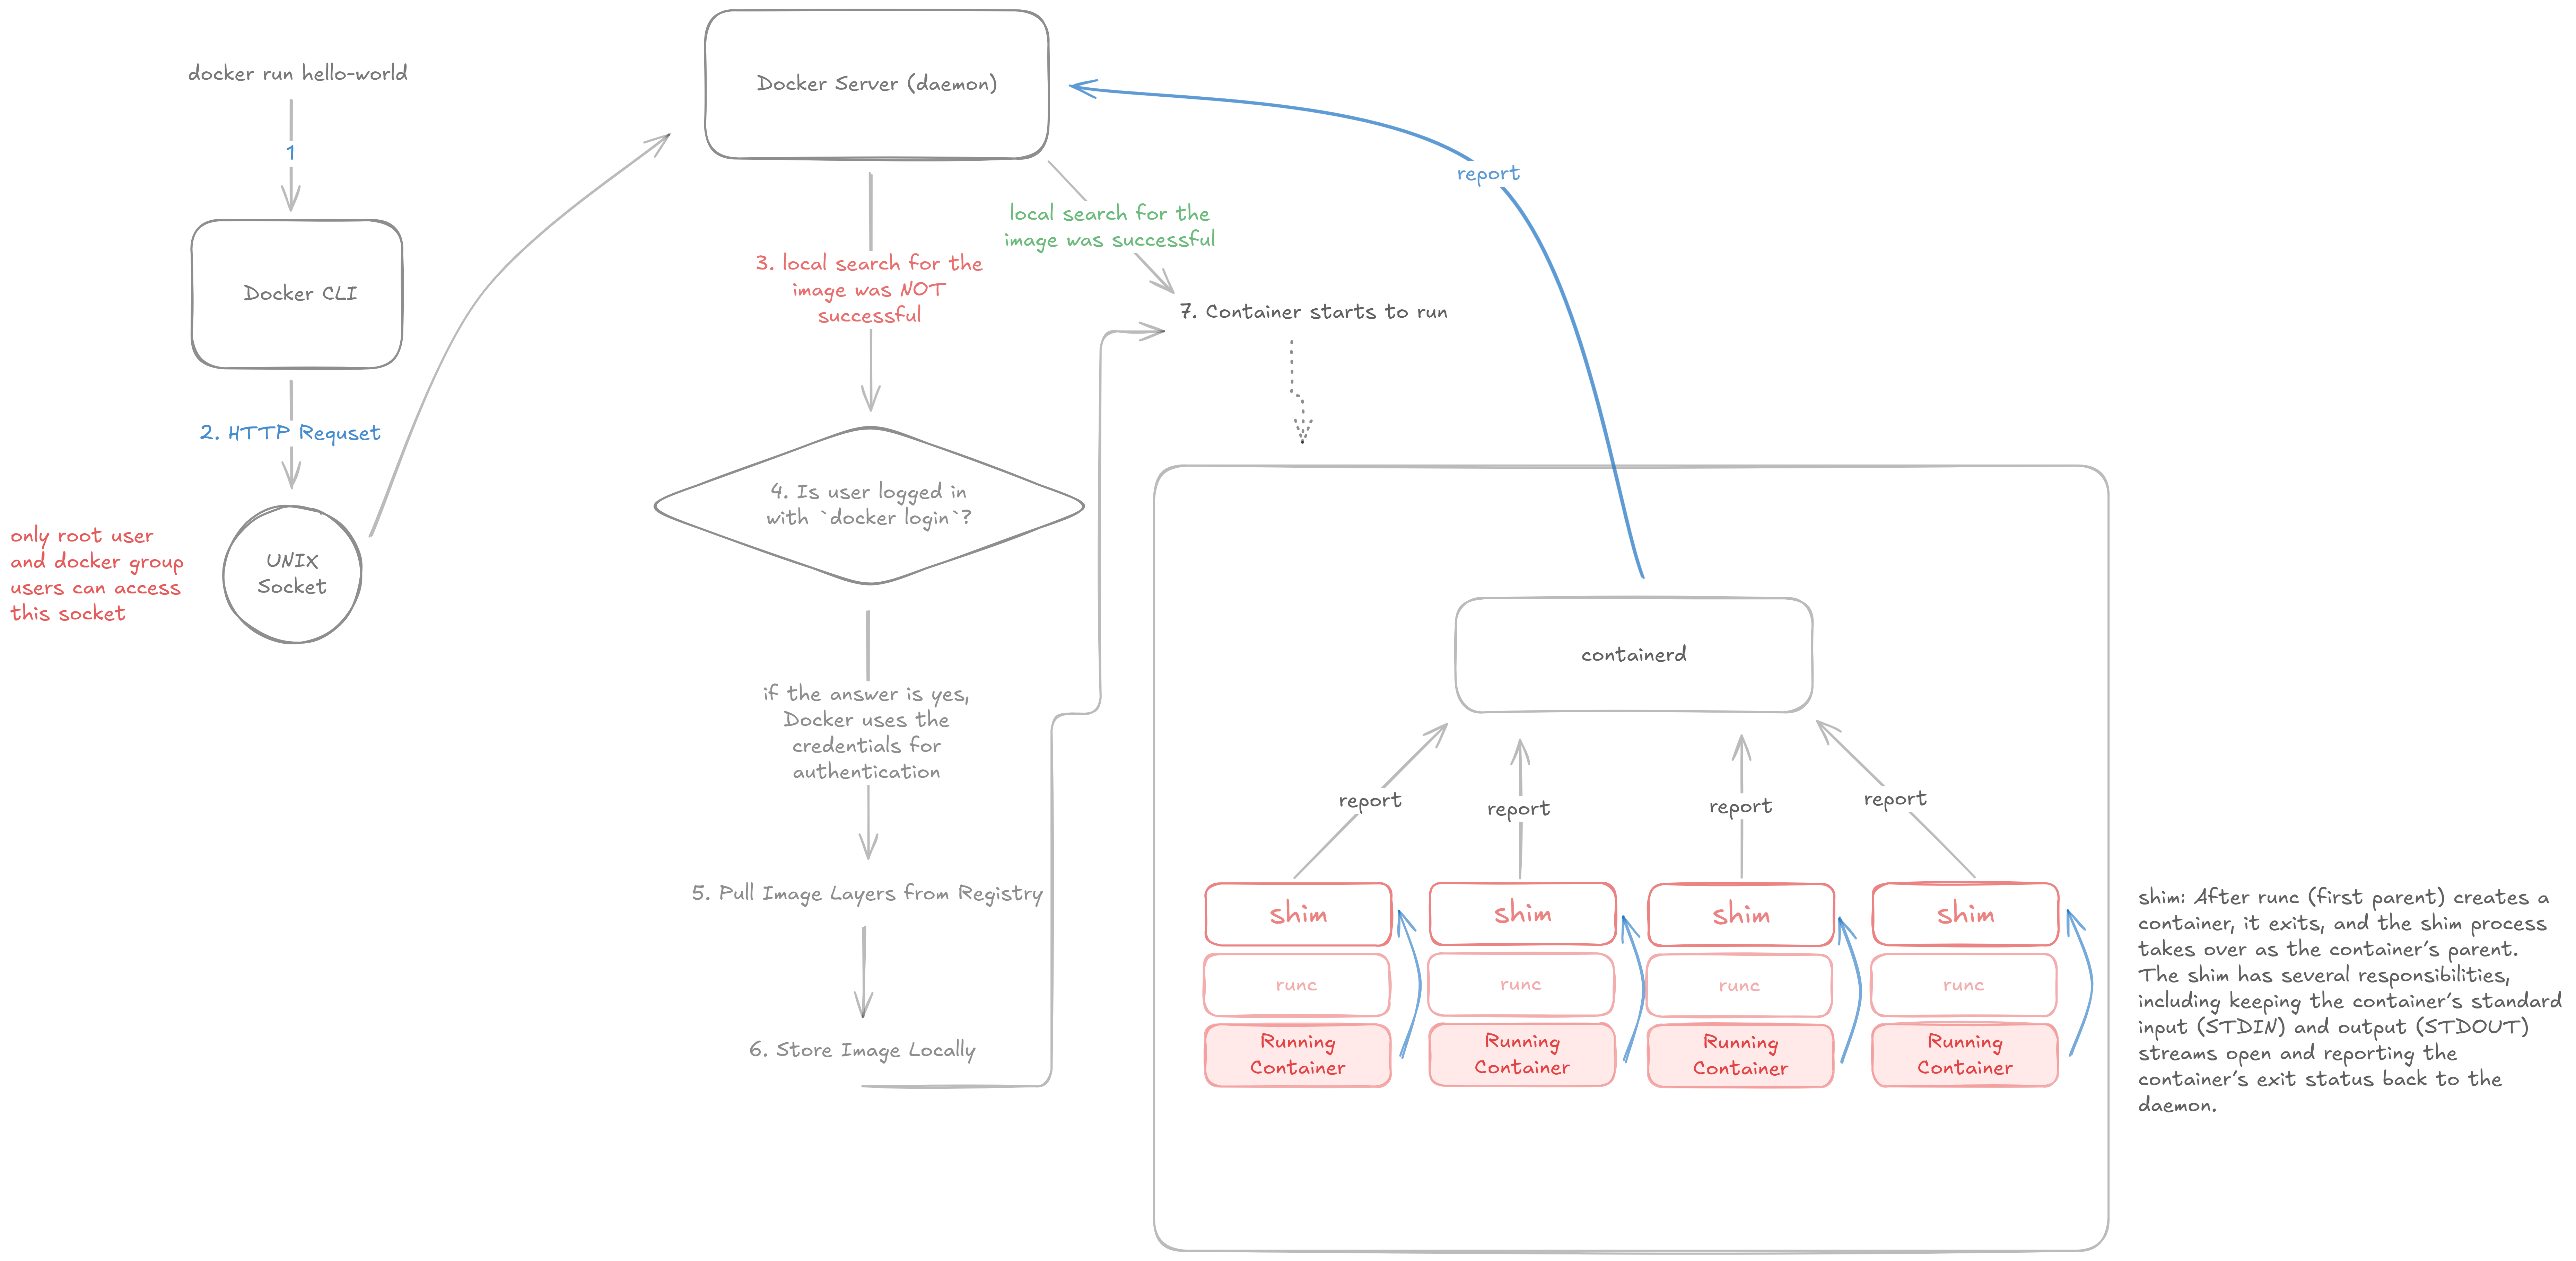 docker run hello-world
1
Docker CLI
2. HTTP Requset
UNIX
Socket
only root user
and docker group
users can access
this socket
Docker Server (daemon)
3. local search for the
image was NOT
successful
local search for the
image was successful
4. Is user logged in
with `docker login`?
if the answer is yes,
Docker uses the
credentials for
authentication
5. Pull Image Layers from Registry
6. Store Image Locally
7. Container starts to run
report
containerd
report
report
report
report
shim
shim
shim
shim
runc
runc
runc
runc
Running
Container
Running
Container
Running
Container
Running
Container
shim: After runc (first parent) creates a
container, it exits, and the shim process
takes over as the container's parent.
The shim has several responsibilities,
including keeping the container's standard
input (STDIN) and output (STDOUT)
streams open and reporting the
container's exit status back to the
daemon.